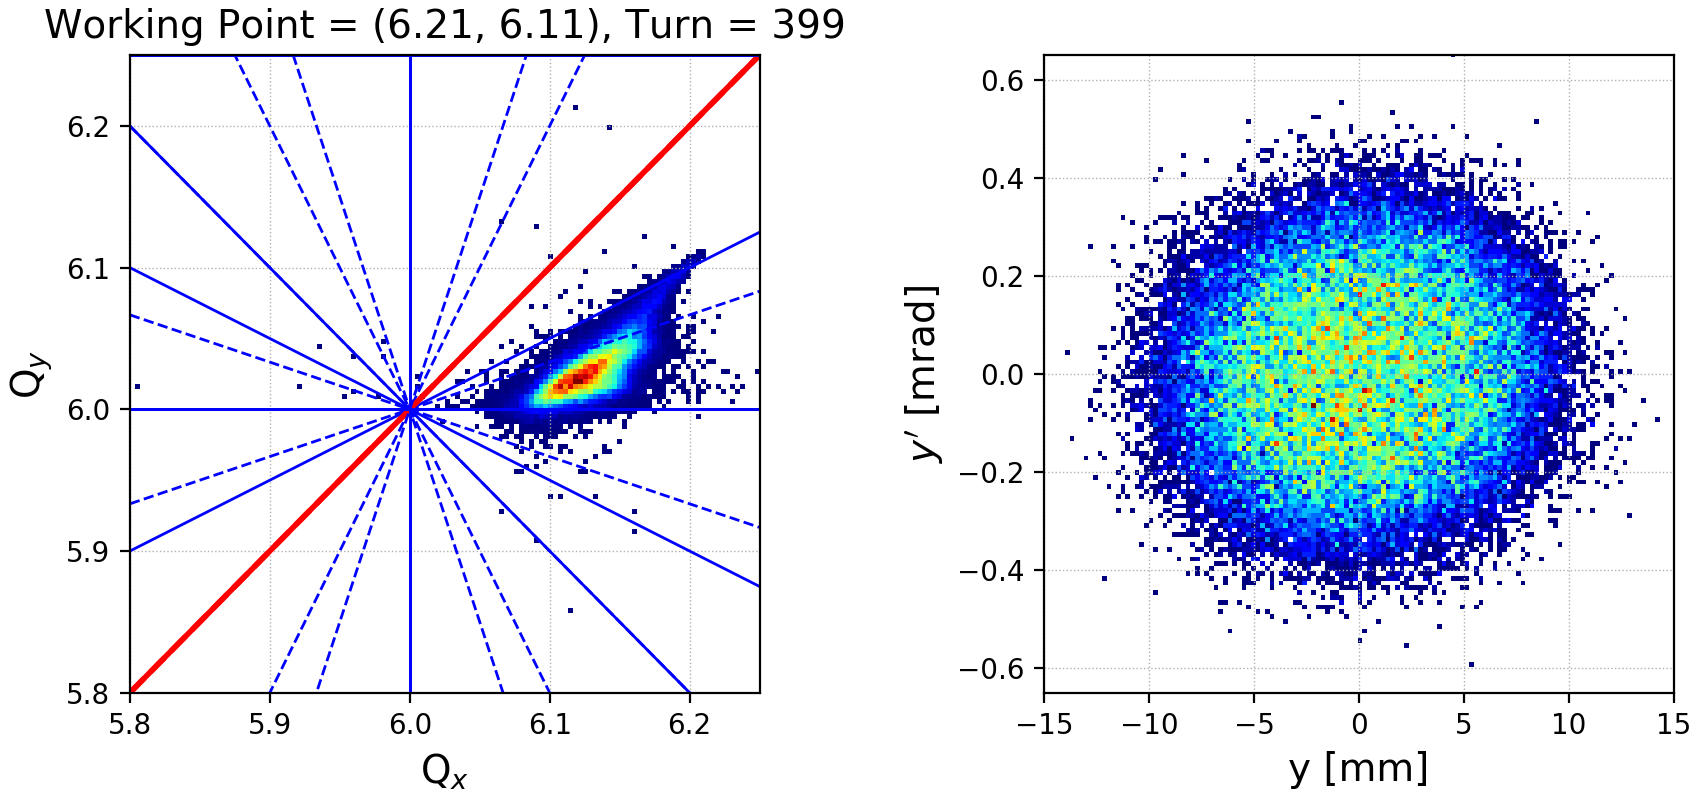 Working Point = (6.21, 6.11), Turn = 399
6.2
6.1
6.0
5.9
5.8
Q_y
5.8 5.9 6.0 6.1 6.2
Q_x
0.6
0.4
0.2
0.0
−0.2
−0.4
−0.6
y′ [mrad]
−15 −10 −5 0 5 10 15
y [mm]